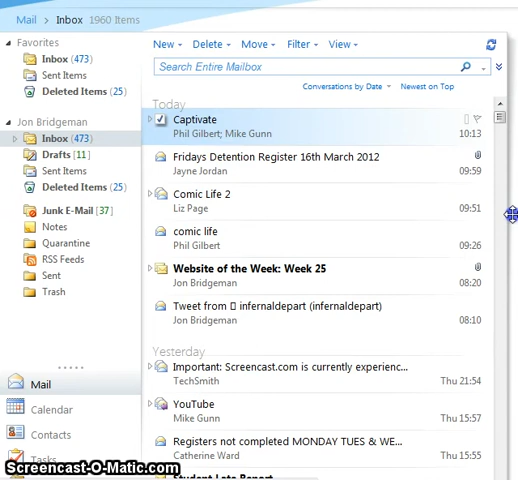 Mail > Inbox 1960 Items
Favorites
Inbox (473)
Sent Items
Deleted Items (25)
Jon Bridgeman
Inbox (473)
Drafts [11]
Sent Items
Deleted Items (25)
Junk E-Mail [37]
Notes
Quarantine
RSS Feeds
Sent
Trash
Mail
Calendar
Contacts
Tasks
New Delete Move Filter View
Search Entire Mailbox
Conversations by Date Newest on Top
Today
Captivate
Phil Gilbert; Mike Gunn 10:13
Fridays Detention Register 16th March 2012
Jayne Jordan 09:59
Comic Life 2
Liz Page 09:51
comic life
Phil Gilbert 09:26
Website of the Week: Week 25
Jon Bridgeman 08:20
Tweet from infernaldepart (infernaldepart)
Jon Bridgeman 08:10
Yesterday
Important: Screencast.com is currently experienc...
TechSmith Thu 21:54
YouTube
Mike Gunn Thu 15:57
Registers not completed MONDAY TUES & WE...
Catherine Ward Thu 15:55
Student Late Report
Screencast-O-Matic.com